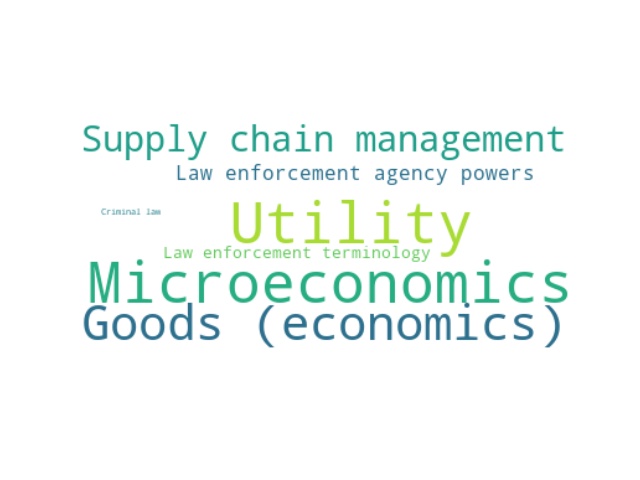 Supply chain management
Law enforcement agency powers
Criminal law
Utility
Law enforcement terminology
Microeconomics
Goods (economics)